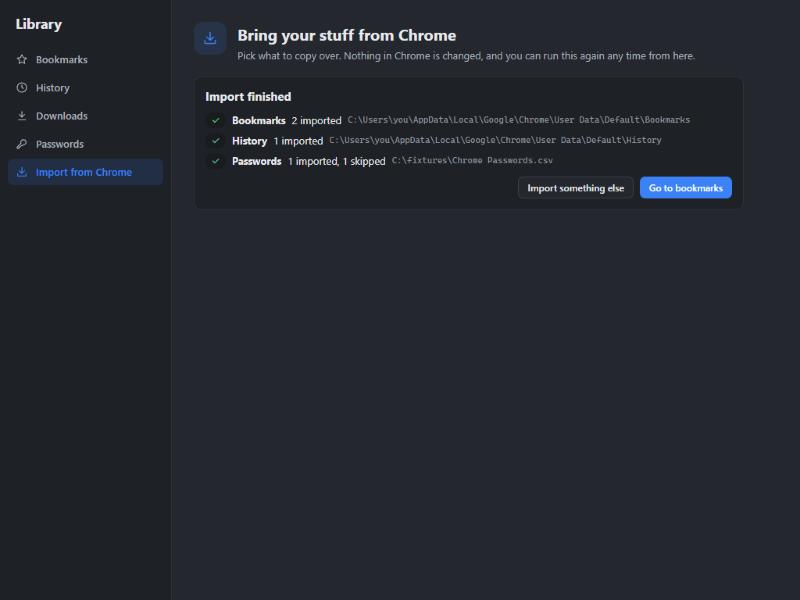 Library
Bookmarks
History
Downloads
Passwords
Import from Chrome
Bring your stuff from Chrome
Pick what to copy over. Nothing in Chrome is changed, and you can run this again any time from here.
Import finished
Bookmarks 2 imported C:\Users\you\AppData\Local\Google\Chrome\User Data\Default\Bookmarks
History 1 imported C:\Users\you\AppData\Local\Google\Chrome\User Data\Default\History
Passwords 1 imported, 1 skipped C:\fixtures\Chrome Passwords.csv
Import something else Go to bookmarks